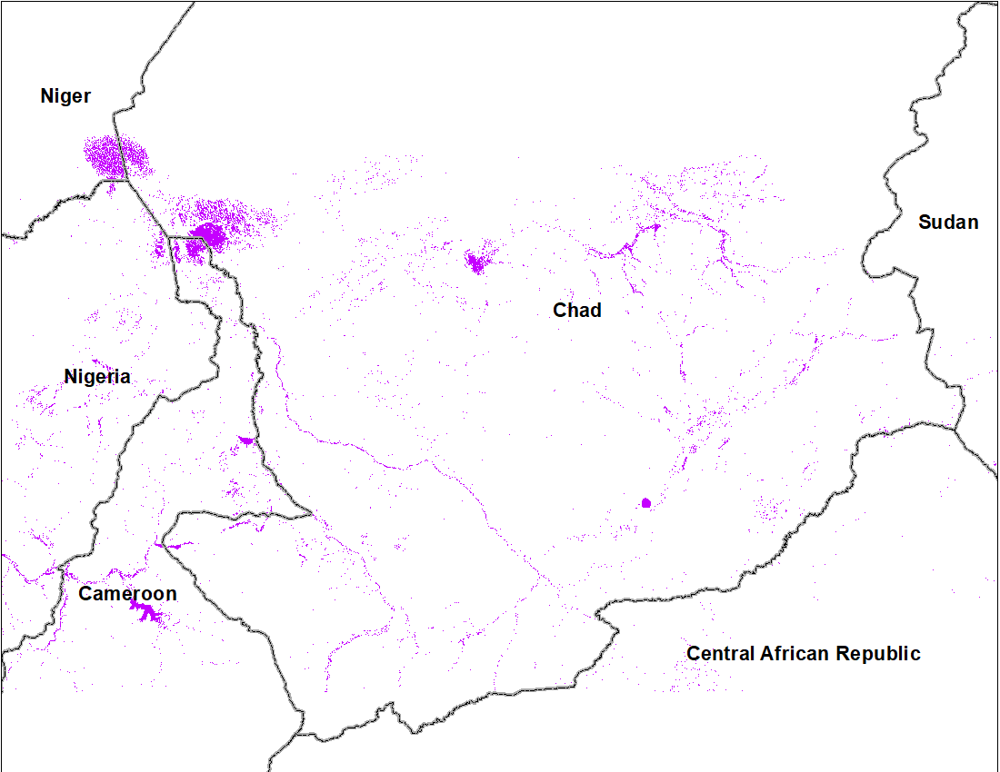 Niger
Sudan
Chad
Nigeria
Cameroon
Central African Republic